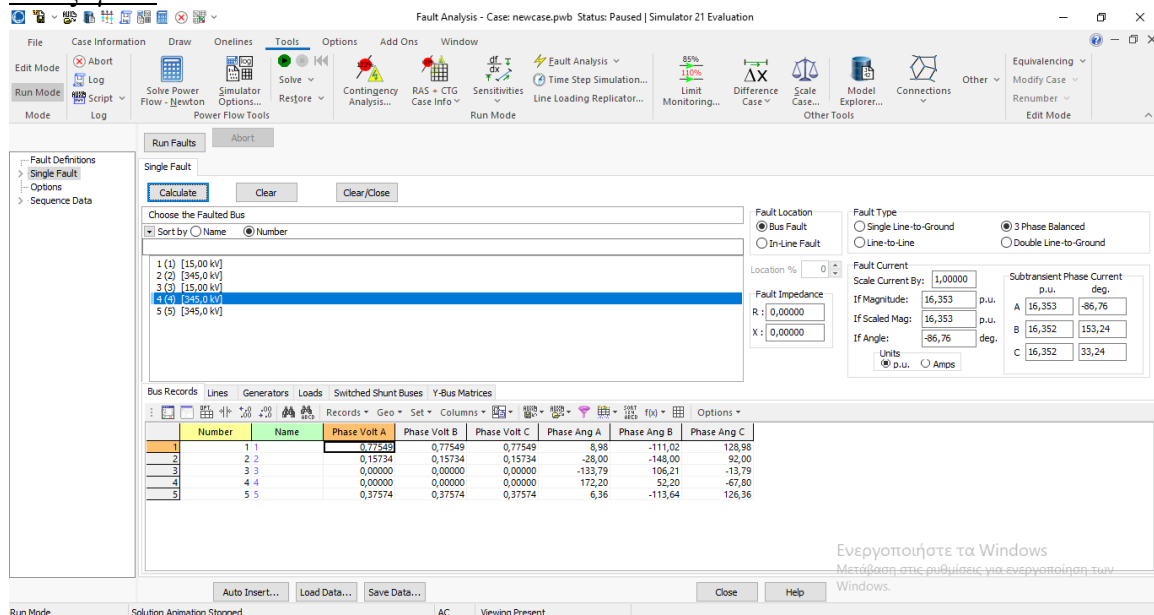 Fault Analysis - Case: newcase.pwb Status: Paused | Simulator 21 Evaluation
File Case Information Draw Onelines Tools Options Add Ons Window
Edit Mode
Run Mode
Mode
Abort
Log
Script
Log
Solve Power Flow - Newton
Simulator Options...
Solve
Restore
Power Flow Tools
Contingency Analysis...
RAS + CTG Case Info
Sensitivities
Fault Analysis
Time Step Simulation...
Line Loading Replicator...
Run Mode
85%
110%
Limit Monitoring...
Difference Case
Scale Case...
Model Explorer...
Connections
Other
Other Tools
Equivalencing
Modify Case
Renumber
Edit Mode
Run Faults Abort
Fault Definitions
Single Fault
Options
Sequence Data
Single Fault
Calculate Clear Clear/Close
Choose the Faulted Bus
Sort by Name Number
1 (1) [15,00 kV]
2 (2) [345,0 kV]
3 (3) [15,00 kV]
4 (4) [345,0 kV]
5 (5) [345,0 kV]
Fault Location
Bus Fault
In-Line Fault
Location % 0
Fault Impedance
R : 0,00000
X : 0,00000
Fault Type
Single Line-to-Ground 3 Phase Balanced
Line-to-Line Double Line-to-Ground
Fault Current
Scale Current By: 1,00000
If Magnitude: 16,353 p.u.
If Scaled Mag: 16,353 p.u.
If Angle: -86,76 deg.
Units
p.u. Amps
Subtransient Phase Current
p.u. deg.
A 16,353 -86,76
B 16,352 153,24
C 16,352 33,24
Bus Records Lines Generators Loads Switched Shunt Buses Y-Bus Matrices
Records Geo Set Columns f(x) Options
Number Name Phase Volt A Phase Volt B Phase Volt C Phase Ang A Phase Ang B Phase Ang C
1 1 1 0,77549 0,77549 0,77549 8,98 -111,02 128,98
2 2 2 0,15734 0,15734 0,15734 -28,00 -148,00 92,00
3 3 3 0,00000 0,00000 0,00000 -133,79 106,21 -13,79
4 4 4 0,00000 0,00000 0,00000 172,20 52,20 -67,80
5 5 5 0,37574 0,37574 0,37574 6,36 -113,64 126,36
Ενεργοποιήστε τα Windows
Μετάβαση στις ρυθμίσεις για ενεργοποίηση των
Windows.
Auto Insert... Load Data... Save Data... Close Help
Run Mode Solution Animation Stopped AC Viewing Present